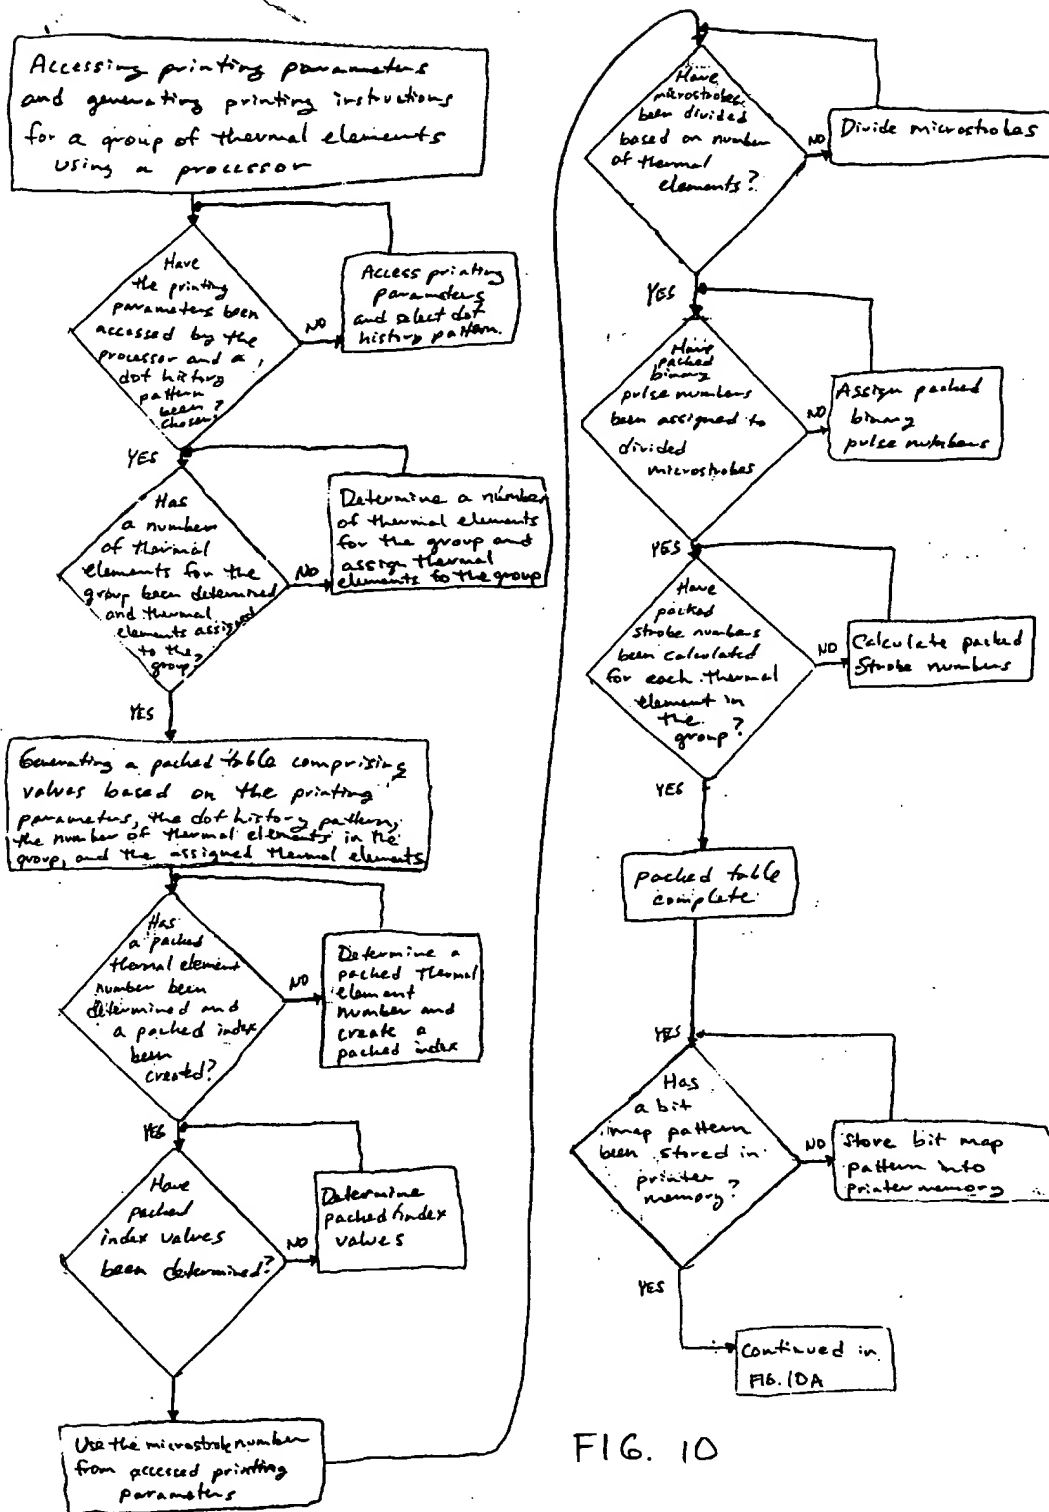 Accessing printing parameters
and generating printing instructions
for a group of thermal elements
using a processor
Have
the printing
parameters been
accessed by the
processor and a
dot history
pattern
been
chosen?
NO
Access printing
parameters
and select dot
history pattern.
YES
Has
a number
of thermal
elements for the
group been determined
and thermal
elements assigned
to the
group?
NO
Determine a number
of thermal elements
for the group and
assign thermal
elements to the group
YES
Generating a packed table comprising
values based on the printing
parameters, the dot history pattern,
the number of thermal elements in the
group, and the assigned thermal elements
Has
a packed
thermal element
number been
determined and
a packed index
been
created?
NO
Determine a
packed thermal
element
number and
create a
packed index
YES
Have
packed
index values
been determined?
NO
Determine
packed index
values
Use the microstrobe number
from accessed printing
parameters
Have
microstrobes
been divided
based on number
of thermal
elements?
NO
Divide microstrobes
YES
Have
packed
binary
pulse numbers
been assigned to
divided
microstrobes
NO
Assign packed
binary
pulse numbers
YES
Have
packed
strobe numbers
been calculated
for each thermal
element in
the
group?
NO
Calculate packed
strobe numbers
YES
packed table
complete
YES
Has
a bit
map pattern
been stored in
printer
memory?
NO
Store bit map
pattern into
printer memory
YES
Continued in
FIG. 10A
FIG. 10